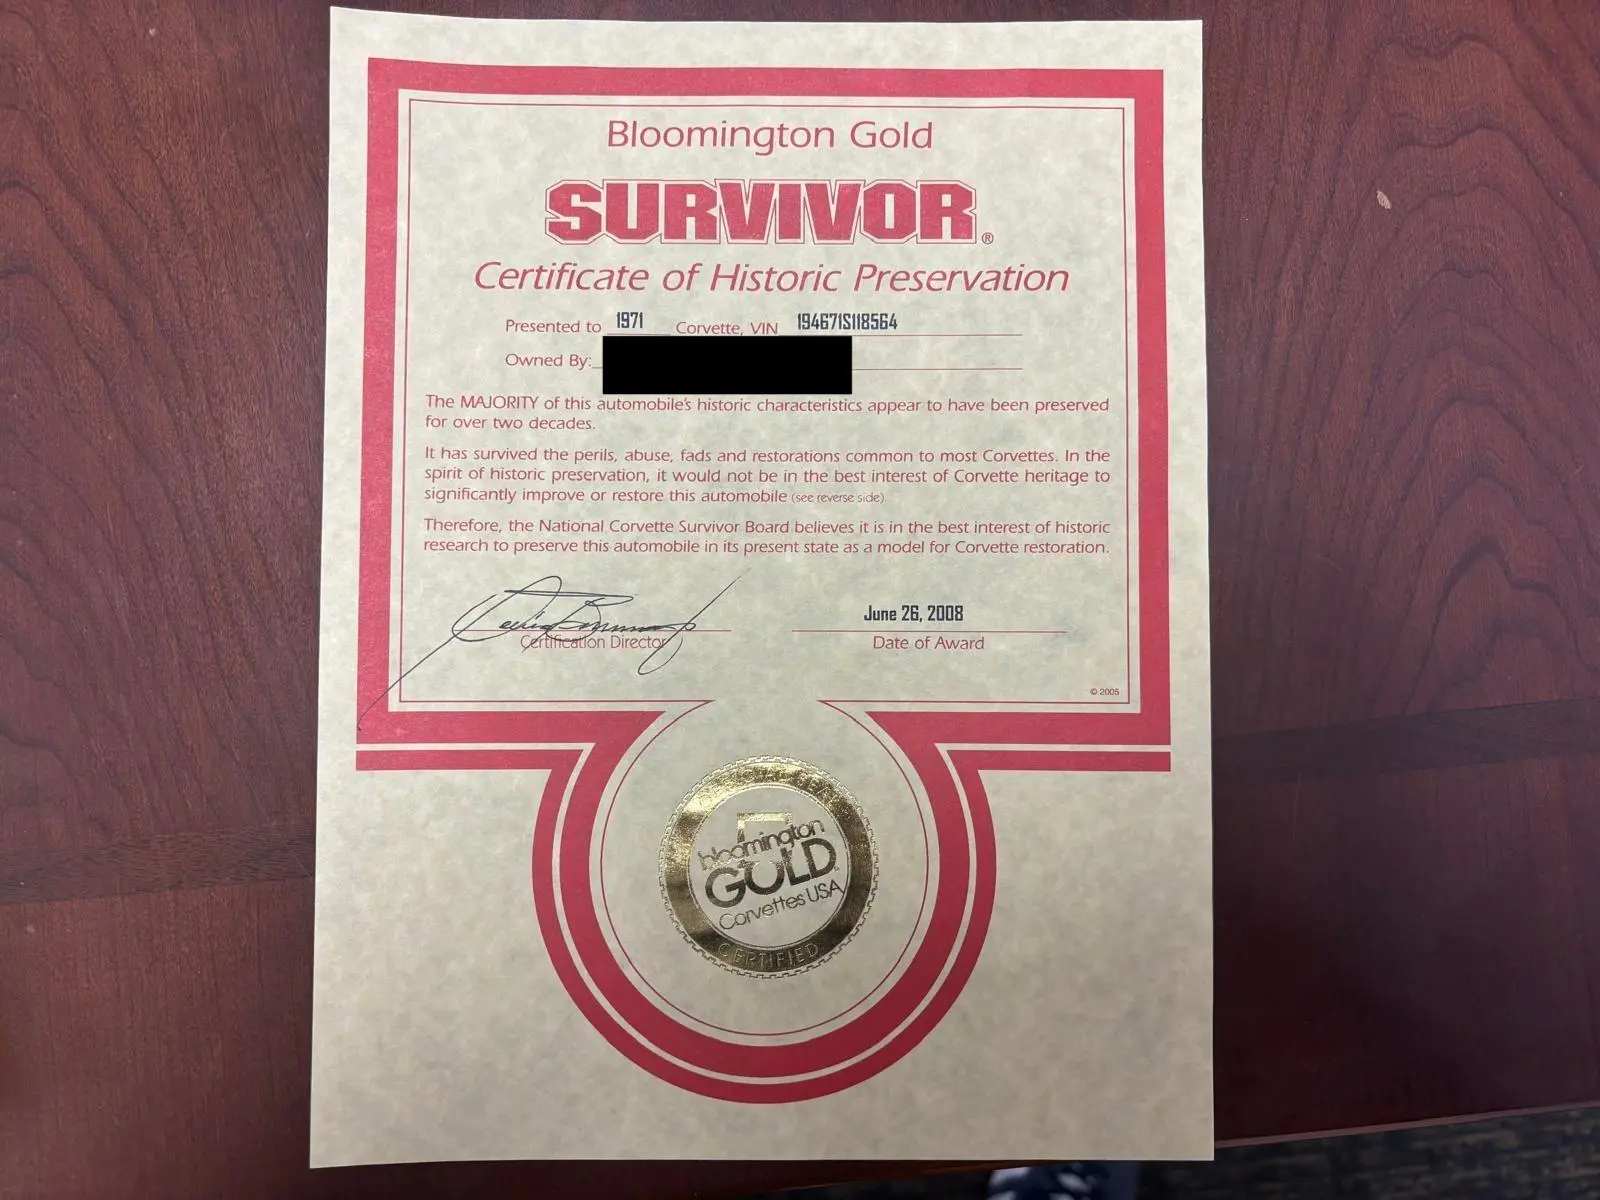 Bloomington Gold
SURVIVOR®
Certificate of Historic Preservation
Presented to 1971 Corvette, VIN 194671S118564
Owned By:
The MAJORITY of this automobile's historic characteristics appear to have been preserved
for over two decades.
It has survived the perils, abuse, fads and restorations common to most Corvettes. In the
spirit of historic preservation, it would not be in the best interest of Corvette heritage to
significantly improve or restore this automobile (see reverse side).
Therefore, the National Corvette Survivor Board believes it is in the best interest of historic
research to preserve this automobile in its present state as a model for Corvette restoration.
June 26, 2008
Certification Director
Date of Award
© 2005
bloomington
GOLD
Corvettes USA
CERTIFIED